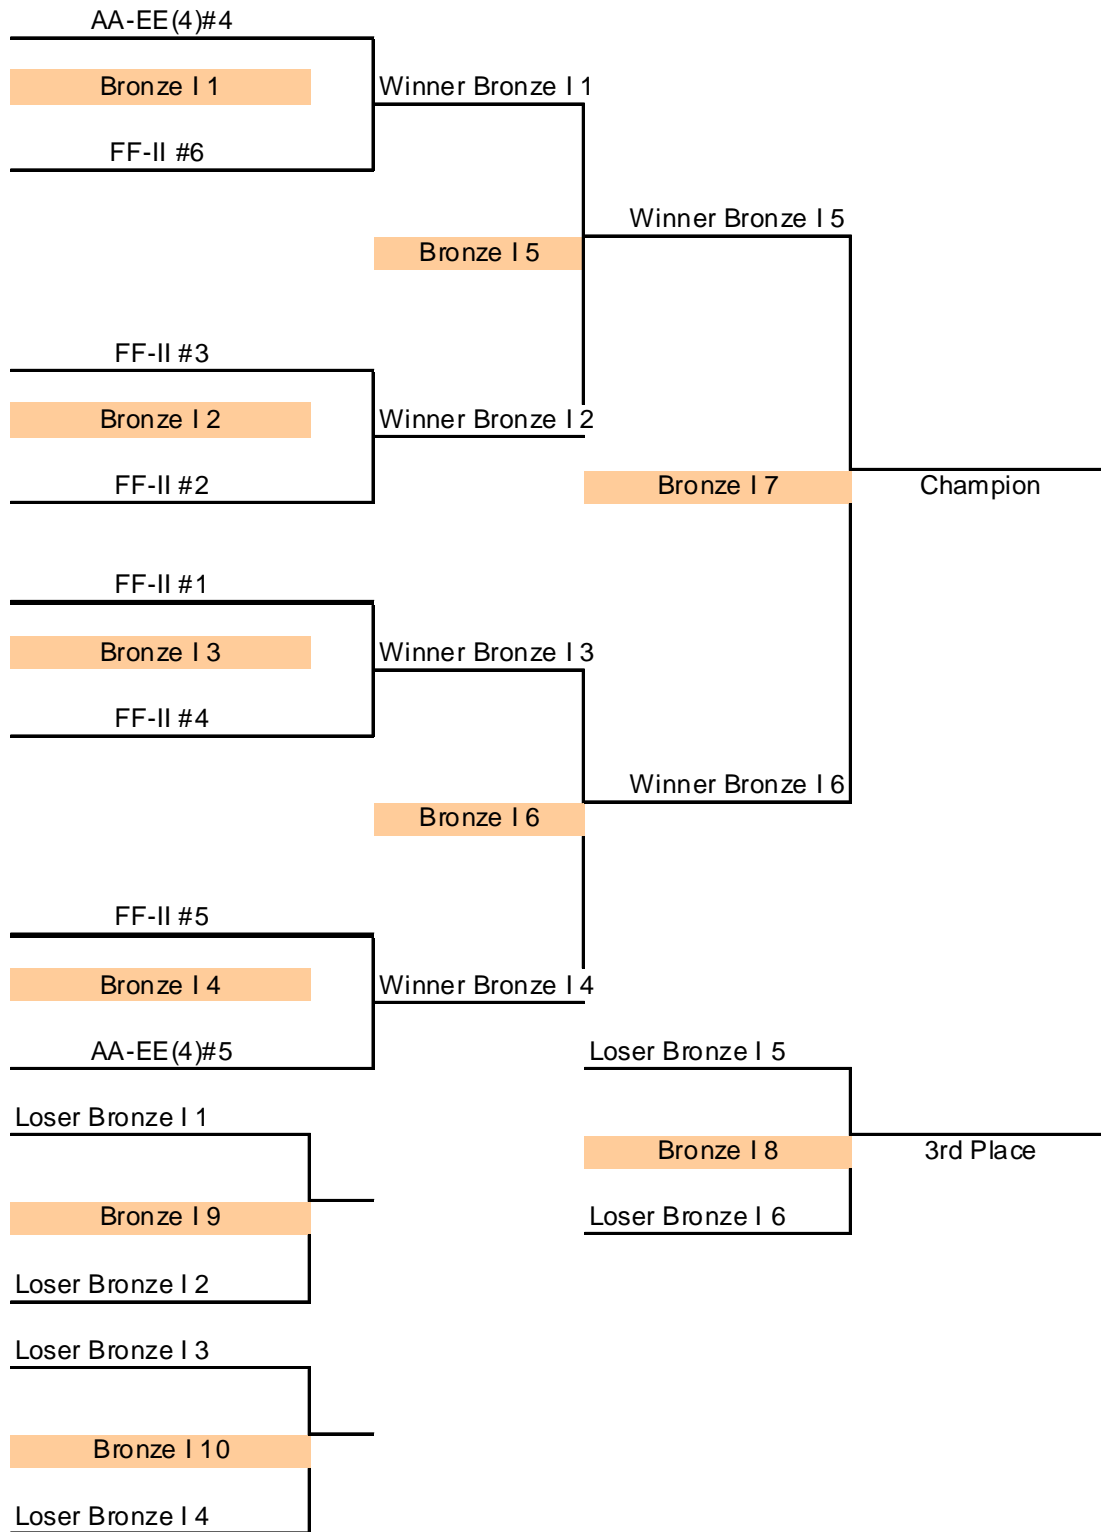 AA-EE(4)#4
Bronze I 1
Winner Bronze I 1
FF-II #6
Winner Bronze I 5
Bronze I 5
FF-II #3
Bronze I 2
Winner Bronze I 2
FF-II #2
Bronze I 7
Champion
FF-II #1
Bronze I 3
Winner Bronze I 3
FF-II #4
Winner Bronze I 6
Bronze I 6
FF-II #5
Bronze I 4
Winner Bronze I 4
AA-EE(4)#5
Loser Bronze I 5
Loser Bronze I 1
Bronze I 8
3rd Place
Bronze I 9
Loser Bronze I 6
Loser Bronze I 2
Loser Bronze I 3
Bronze I 10
Loser Bronze I 4